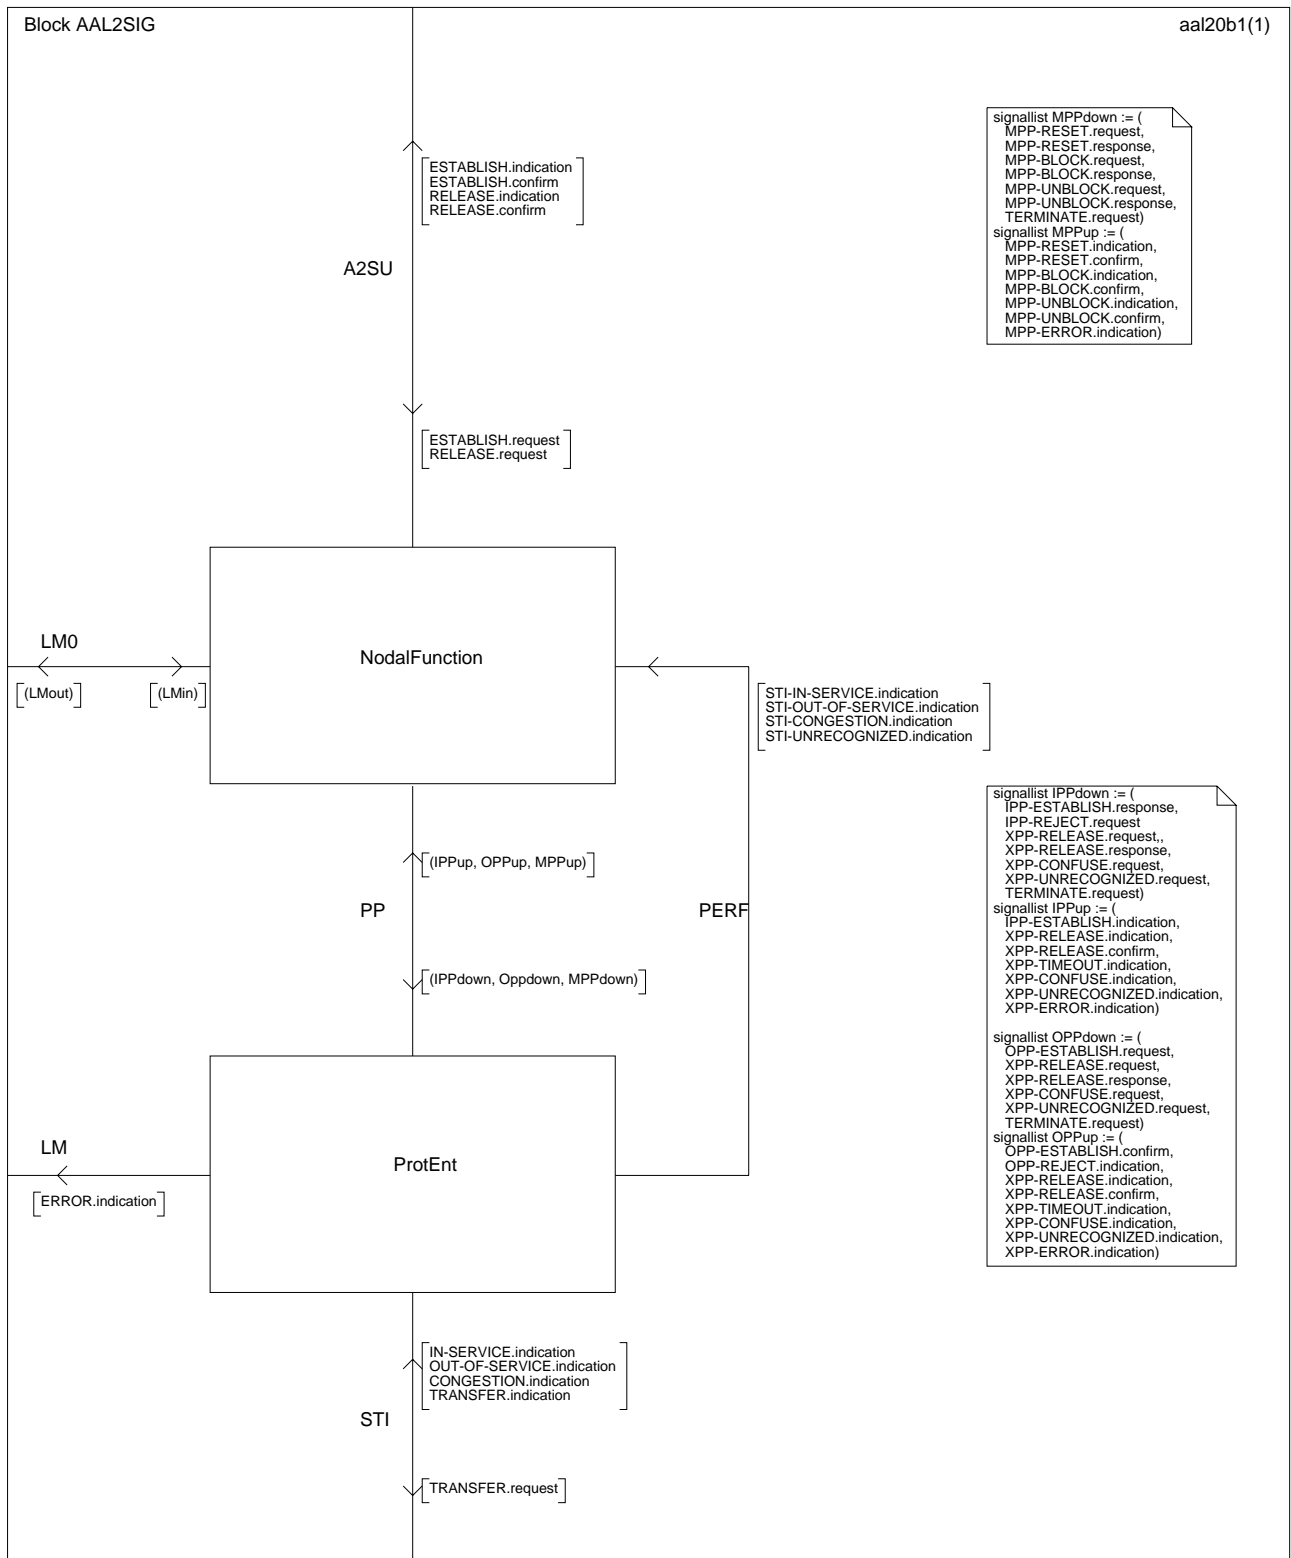 Block AAL2SIG
aal20b1(1)
signallist MPPdown := (
MPP-RESET.request,
MPP-RESET.response,
MPP-BLOCK.request,
MPP-BLOCK.response,
MPP-UNBLOCK.request,
MPP-UNBLOCK.response,
TERMINATE.request)
signallist MPPup := (
MPP-RESET.indication,
MPP-RESET.confirm,
MPP-BLOCK.indication,
MPP-BLOCK.confirm,
MPP-UNBLOCK.indication,
MPP-UNBLOCK.confirm,
MPP-ERROR.indication)
ESTABLISH.indication
ESTABLISH.confirm
RELEASE.indication
RELEASE.confirm
A2SU
ESTABLISH.request
RELEASE.request
LM0
(LMout)
(LMin)
NodalFunction
STI-IN-SERVICE.indication
STI-OUT-OF-SERVICE.indication
STI-CONGESTION.indication
STI-UNRECOGNIZED.indication
(IPPup, OPPup, MPPup)
PP
PERF
(IPPdown, Oppdown, MPPdown)
signallist IPPdown := (
IPP-ESTABLISH.response,
IPP-REJECT.request
XPP-RELEASE.request,,
XPP-RELEASE.response,
XPP-CONFUSE.request,
XPP-UNRECOGNIZED.request,
TERMINATE.request)
signallist IPPup := (
IPP-ESTABLISH.indication,
XPP-RELEASE.indication,
XPP-RELEASE.confirm,
XPP-TIMEOUT.indication,
XPP-CONFUSE.indication,
XPP-UNRECOGNIZED.indication,
XPP-ERROR.indication)
signallist OPPdown := (
OPP-ESTABLISH.request,
XPP-RELEASE.request,
XPP-RELEASE.response,
XPP-CONFUSE.request,
XPP-UNRECOGNIZED.request,
TERMINATE.request)
signallist OPPup := (
OPP-ESTABLISH.confirm,
OPP-REJECT.indication,
XPP-RELEASE.indication,
XPP-RELEASE.confirm,
XPP-TIMEOUT.indication,
XPP-CONFUSE.indication,
XPP-UNRECOGNIZED.indication,
XPP-ERROR.indication)
LM
ERROR.indication
ProtEnt
IN-SERVICE.indication
OUT-OF-SERVICE.indication
CONGESTION.indication
TRANSFER.indication
STI
TRANSFER.request